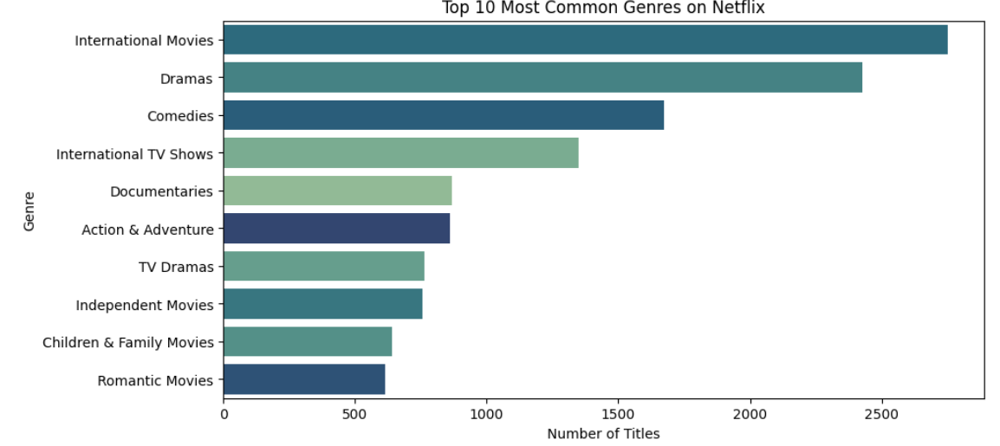 Top 10 Most Common Genres on Netflix
International Movies
Dramas
Comedies
International TV Shows
Documentaries
Action & Adventure
TV Dramas
Independent Movies
Children & Family Movies
Romantic Movies
Genre
0 500 1000 1500 2000 2500
Number of Titles